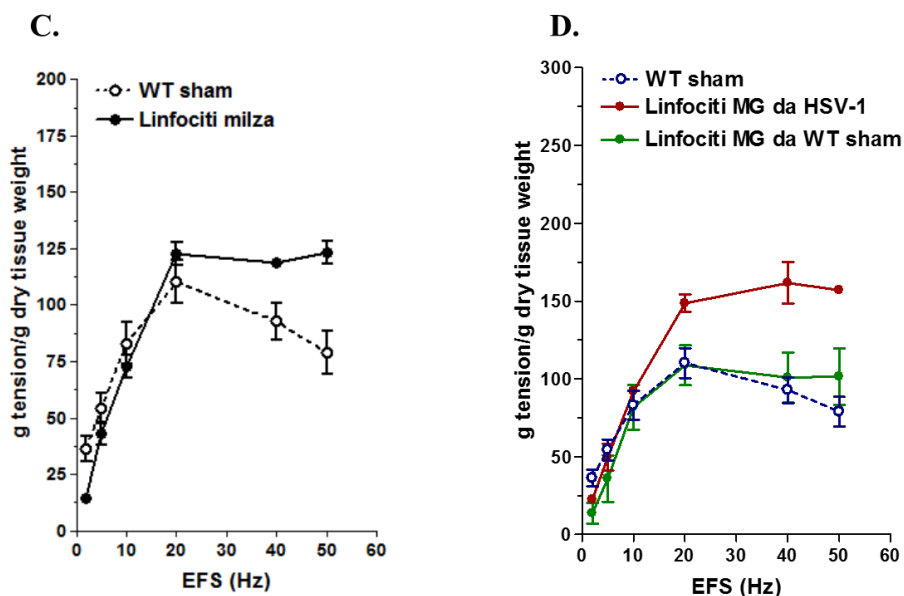 C.
200
175
150
125
100
75
50
25
0
g tension/g dry tissue weight
WT sham
Linfociti milza
0 10 20 30 40 50 60
EFS (Hz)
D.
300
250
200
150
100
50
0
g tension/g dry tissue weight
WT sham
Linfociti MG da HSV-1
Linfociti MG da WT sham
0 10 20 30 40 50 60
EFS (Hz)